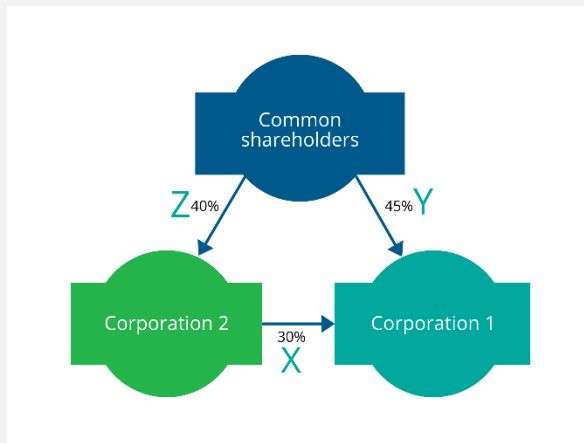 Common
shareholders
Z 40%
45% Y
Corporation 2
Corporation 1
30%
X